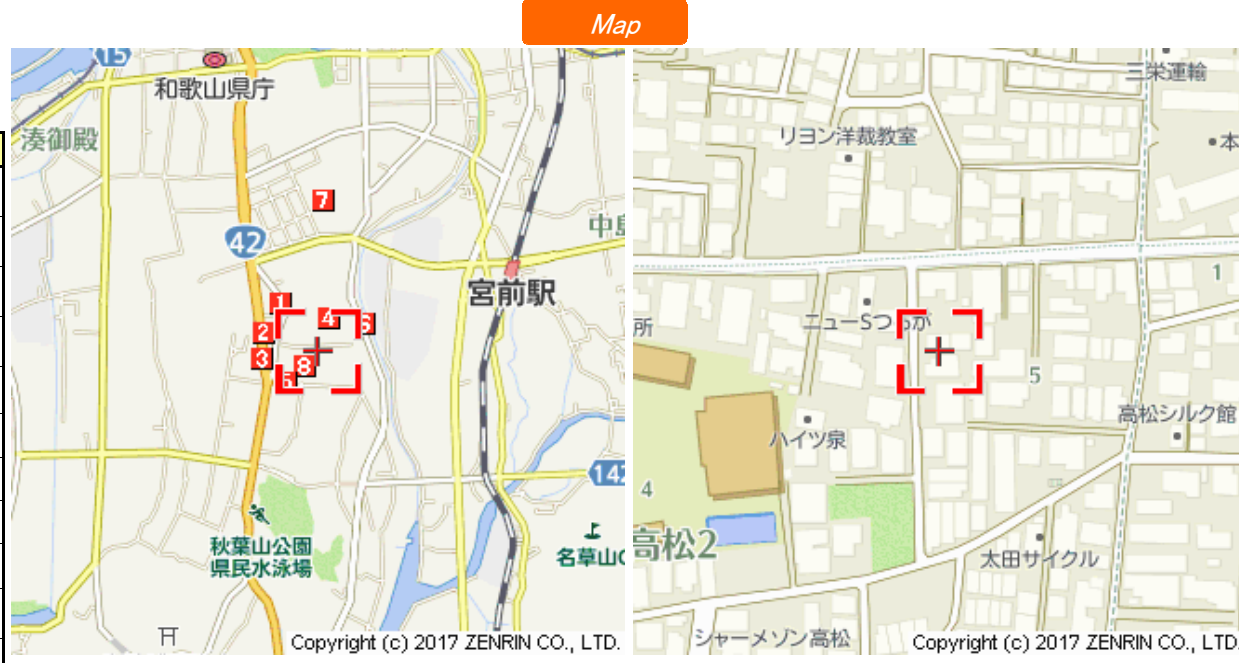 Map
15
和歌山県庁
湊御殿
7
42
中島
宮前駅
1
4
6
2
3
8
5
142
秋葉山公園
県民水泳場
名草山G
Copyright (c) 2017 ZENRIN CO., LTD.
三栄運輸
リヨン洋裁教室
本
1
所
ニューSつるが
5
高松シルク館
ハイツ泉
4
高松2
太田サイクル
シャーメゾン高松
Copyright (c) 2017 ZENRIN CO., LTD.